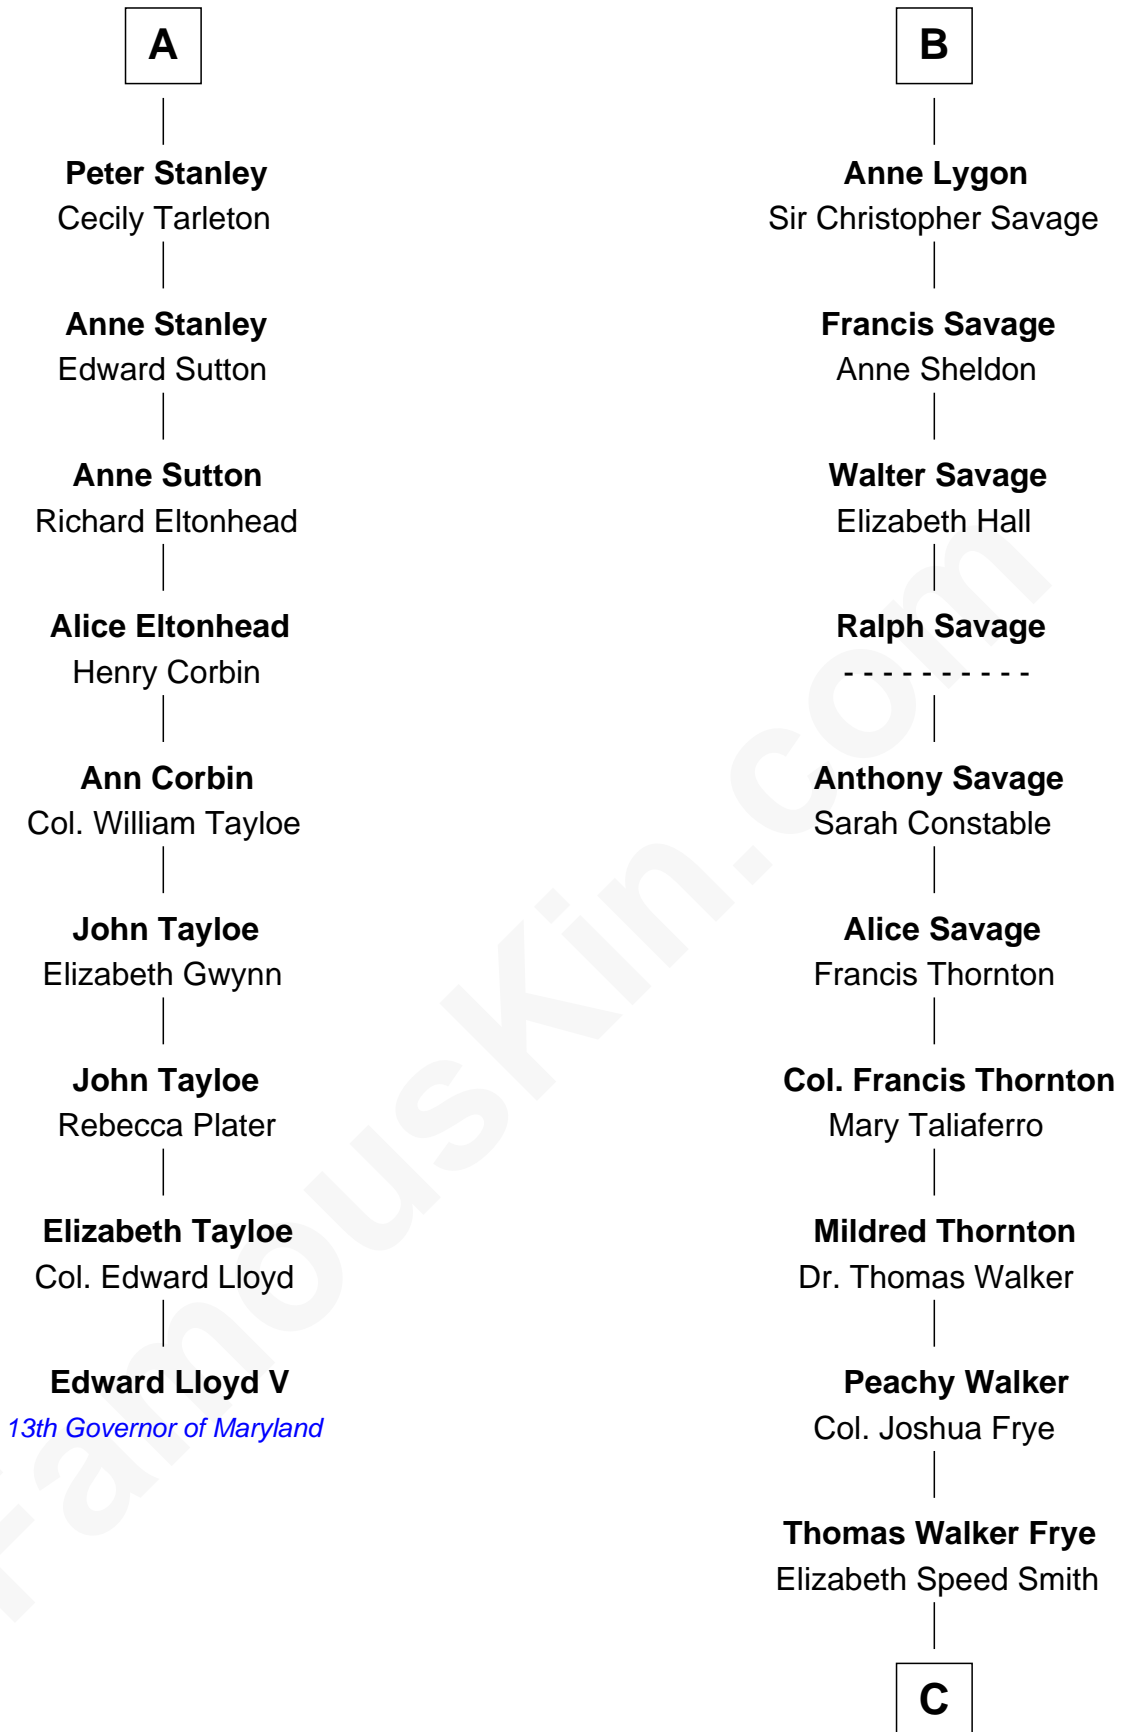 A
Peter Stanley
Cecily Tarleton
Anne Stanley
Edward Sutton
Anne Sutton
Richard Eltonhead
Alice Eltonhead
Henry Corbin
Ann Corbin
Col. William Tayloe
John Tayloe
Elizabeth Gwynn
John Tayloe
Rebecca Plater
Elizabeth Tayloe
Col. Edward Lloyd
Edward Lloyd V
13th Governor of Maryland
B
Anne Lygon
Sir Christopher Savage
Francis Savage
Anne Sheldon
Walter Savage
Elizabeth Hall
Ralph Savage
- - - - - - - - - -
Anthony Savage
Sarah Constable
Alice Savage
Francis Thornton
Col. Francis Thornton
Mary Taliaferro
Mildred Thornton
Dr. Thomas Walker
Peachy Walker
Col. Joshua Frye
Thomas Walker Frye
Elizabeth Speed Smith
C
FamousKin.com